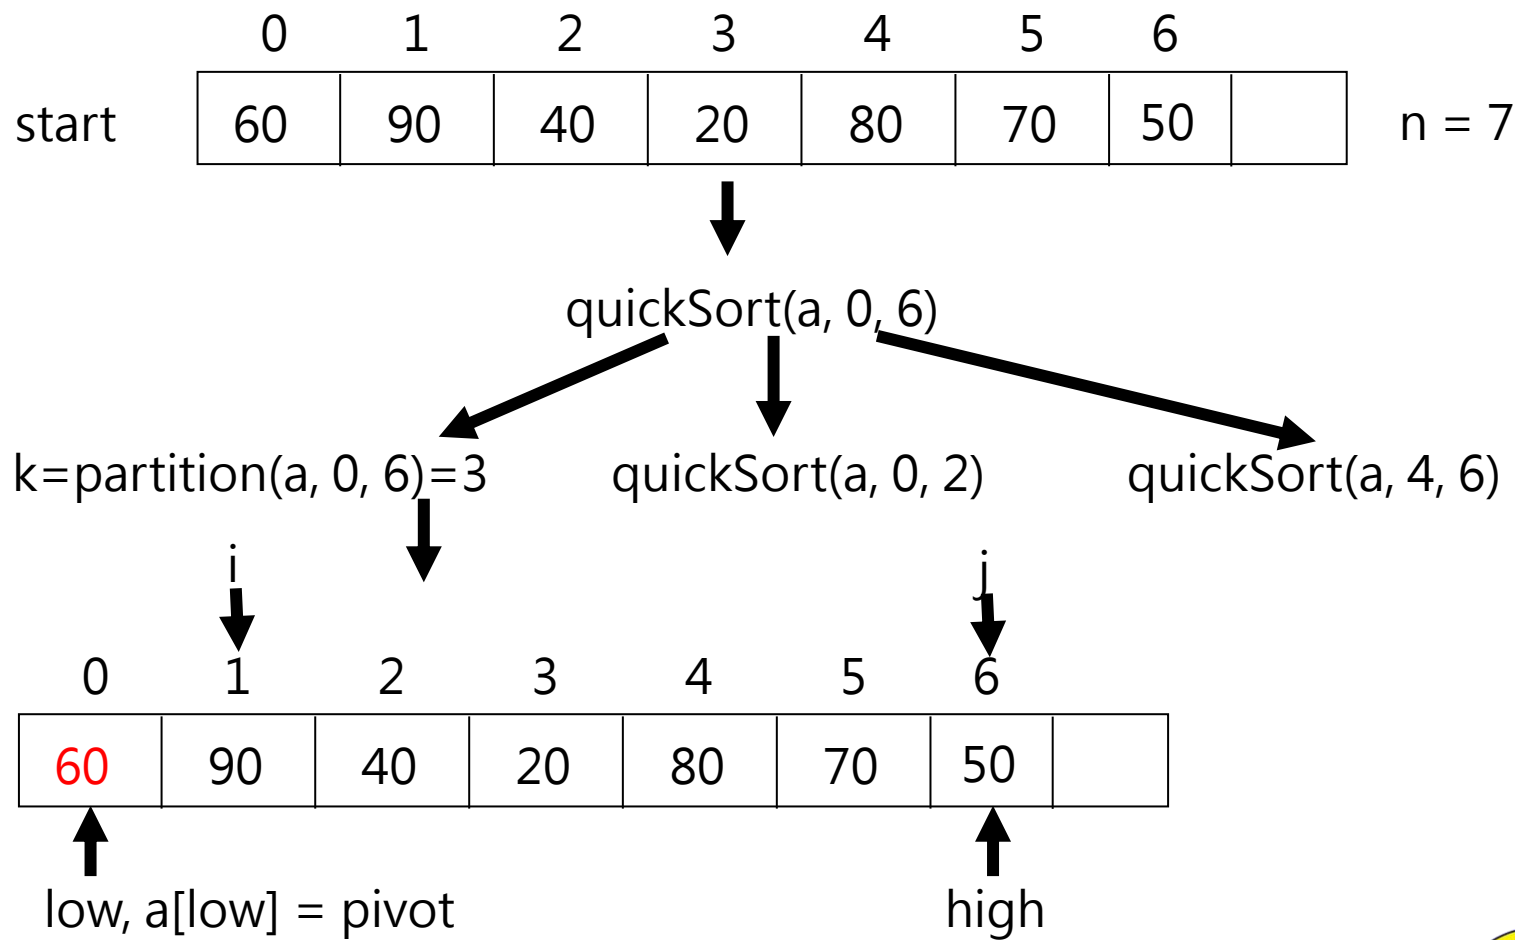 0 1 2 3 4 5 6
start 60 90 40 20 80 70 50 n = 7
quickSort(a, 0, 6)
k=partition(a, 0, 6)=3 quickSort(a, 0, 2) quickSort(a, 4, 6)
i j
0 1 2 3 4 5 6
60 90 40 20 80 70 50
low, a[low] = pivot high